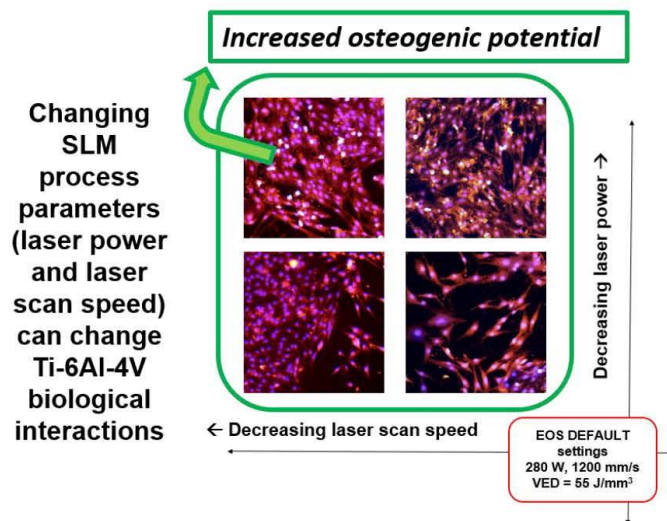 Increased osteogenic potential
Changing
SLM
process
parameters
(laser power
and laser
scan speed)
can change
Ti-6Al-4V
biological
interactions
Decreasing laser power →
← Decreasing laser scan speed
EOS DEFAULT
settings
280 W, 1200 mm/s
VED = 55 J/mm³